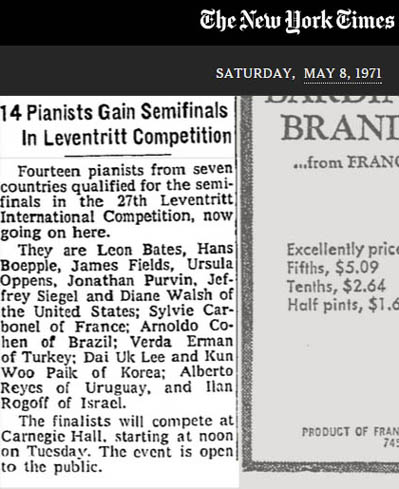 The New York Times
SATURDAY, MAY 8, 1971
14 Pianists Gain Semifinals
In Leventritt Competition
Fourteen pianists from seven
countries qualified for the semi-
finals in the 27th Leventritt
International Competition, now
going on here.
They are Leon Bates, Hans
Boepple, James Fields, Ursula
Oppens, Jonathan Purvin, Jef-
frey Siegel and Diane Walsh of
the United States; Sylvie Car-
bonel of France; Arnoldo Co-
hen of Brazil; Verda Erman
of Turkey; Dai Uk Lee and Kun
Woo Paik of Korea; Alberto
Reyes of Uruguay, and Ilan
Rogoff of Israel.
The finalists will compete at
Carnegie Hall, starting at noon
on Tuesday. The event is open
to the public.
BRAN
...from FRANC
Excellently price
Fifths, $5.09
Tenths, $2.64
Half pints, $1.6
PRODUCT OF FRAN
745